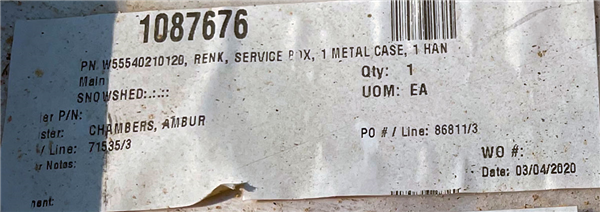 1087676
PN: W55540210120, RENK, SERVICE BOX, 1 METAL CASE, 1 HAN
Main
Qty: 1
SNOWSHED:.:.::
UOM: EA
er P/N:
ster: CHAMBERS, AMBUR
PO # / Line: 86811/3
/ Line: 71535/3
r Notes:
WO #:
Date: 03/04/2020
nent: